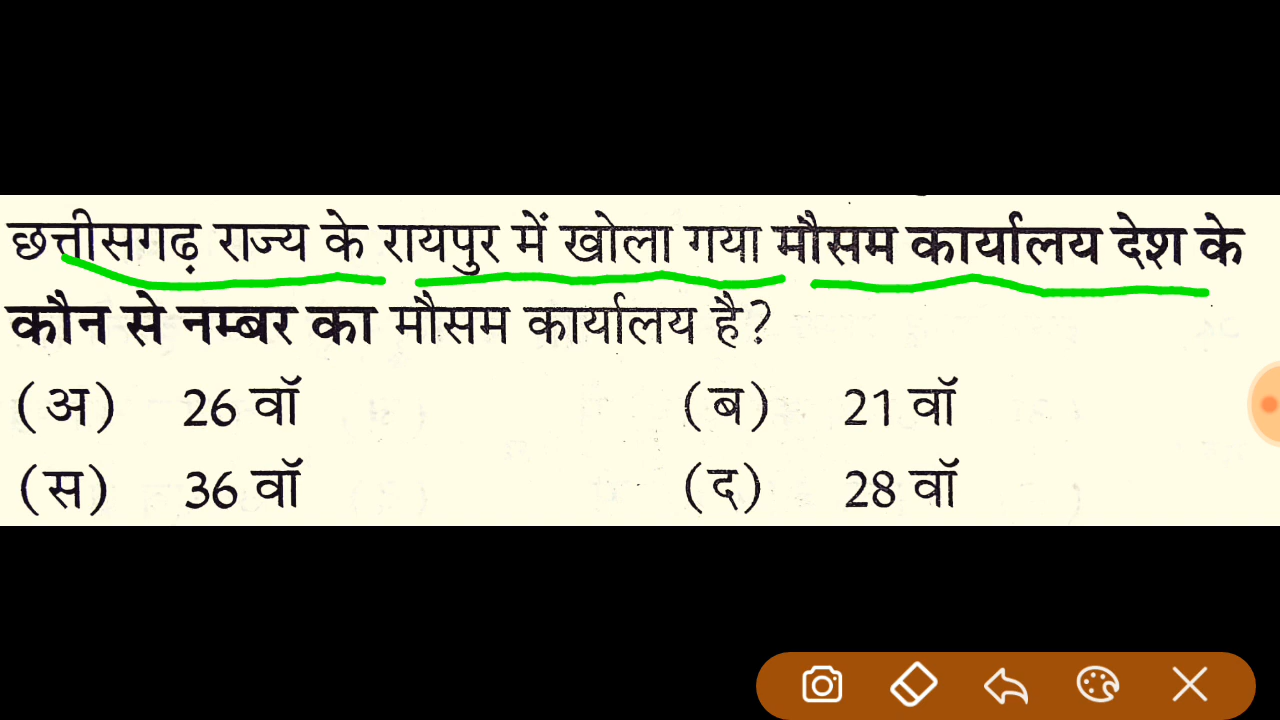 छत्तीसगढ़ राज्य के रायपुर में खोला गया मौसम कार्यालय देश के
कौन से नम्बर का मौसम कार्यालय है?
(अ) 26 वॉ (ब) 21 वॉ
(स) 36 वॉ (द) 28 वॉ